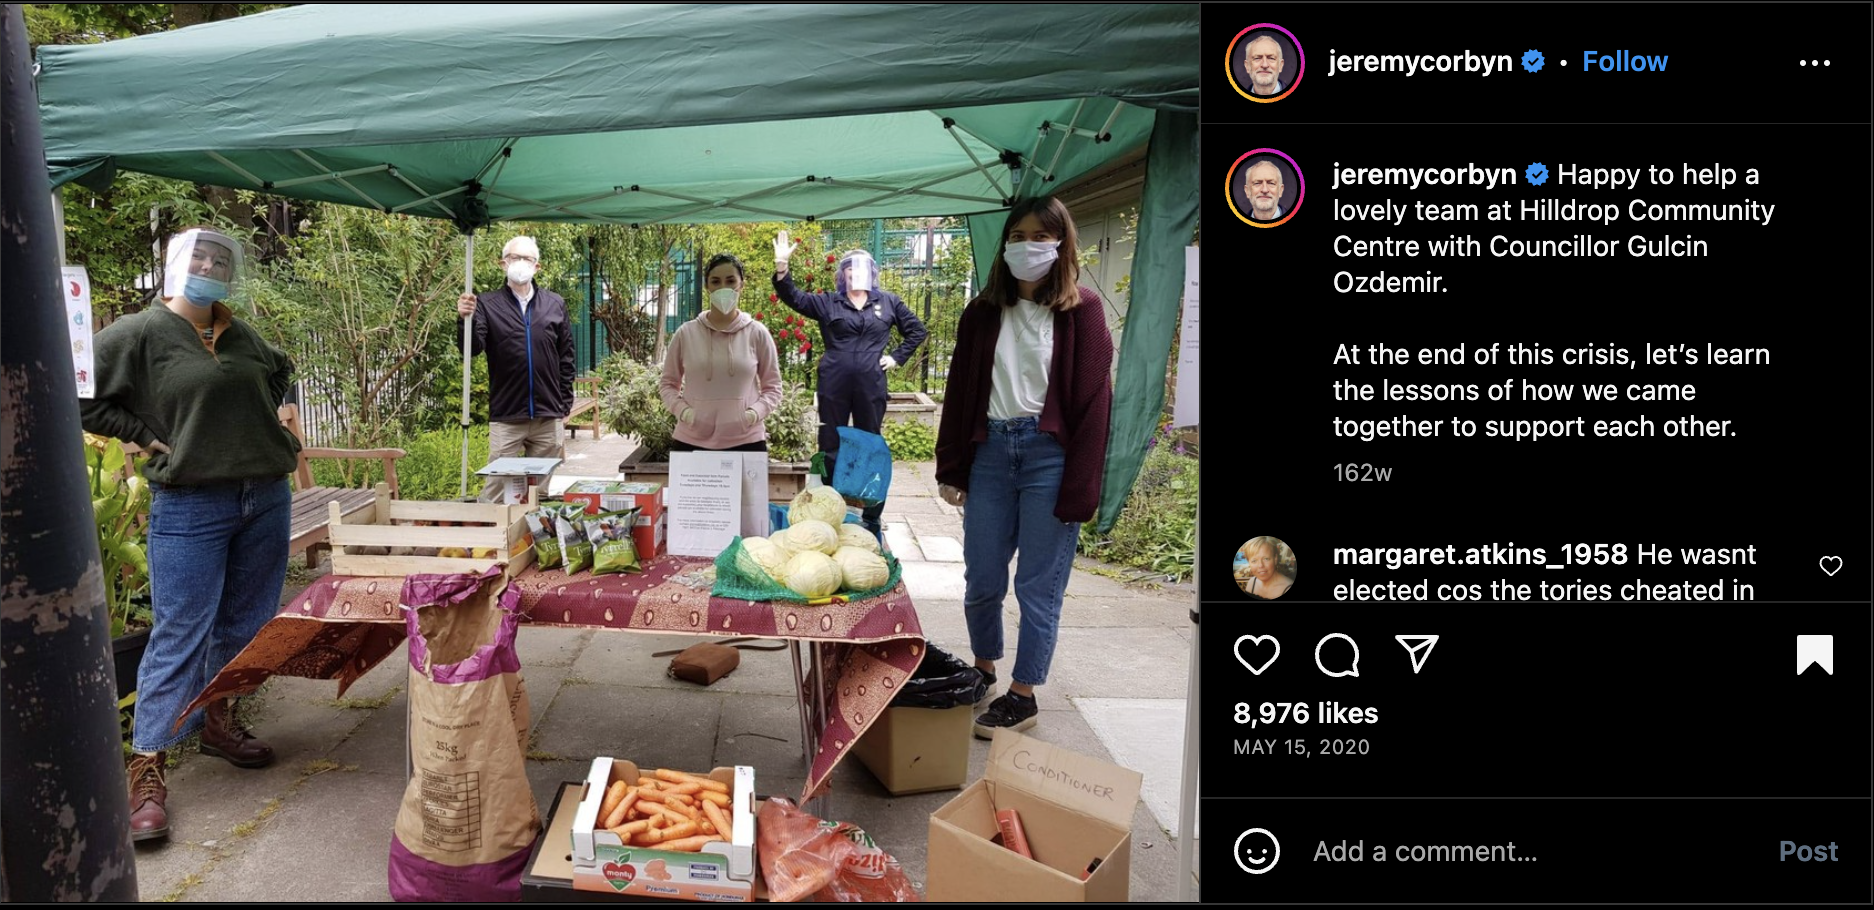 jeremycorbyn • Follow
jeremycorbyn Happy to help a
lovely team at Hilldrop Community
Centre with Councillor Gulcin
Ozdemir.
At the end of this crisis, let’s learn
the lessons of how we came
together to support each other.
162w
margaret.atkins_1958 He wasnt
elected cos the tories cheated in
8,976 likes
MAY 15, 2020
Add a comment...
Post
25kg
CONDITIONER
monty
Premium